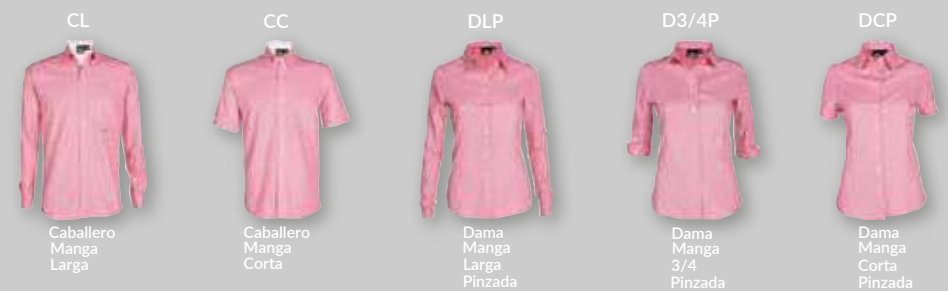 CL
CC
DLP
D3/4P
DCP
Caballero
Manga
Larga
Caballero
Manga
Corta
Dama
Manga
Larga
Pinzada
Dama
Manga
3/4
Pinzada
Dama
Manga
Corta
Pinzada